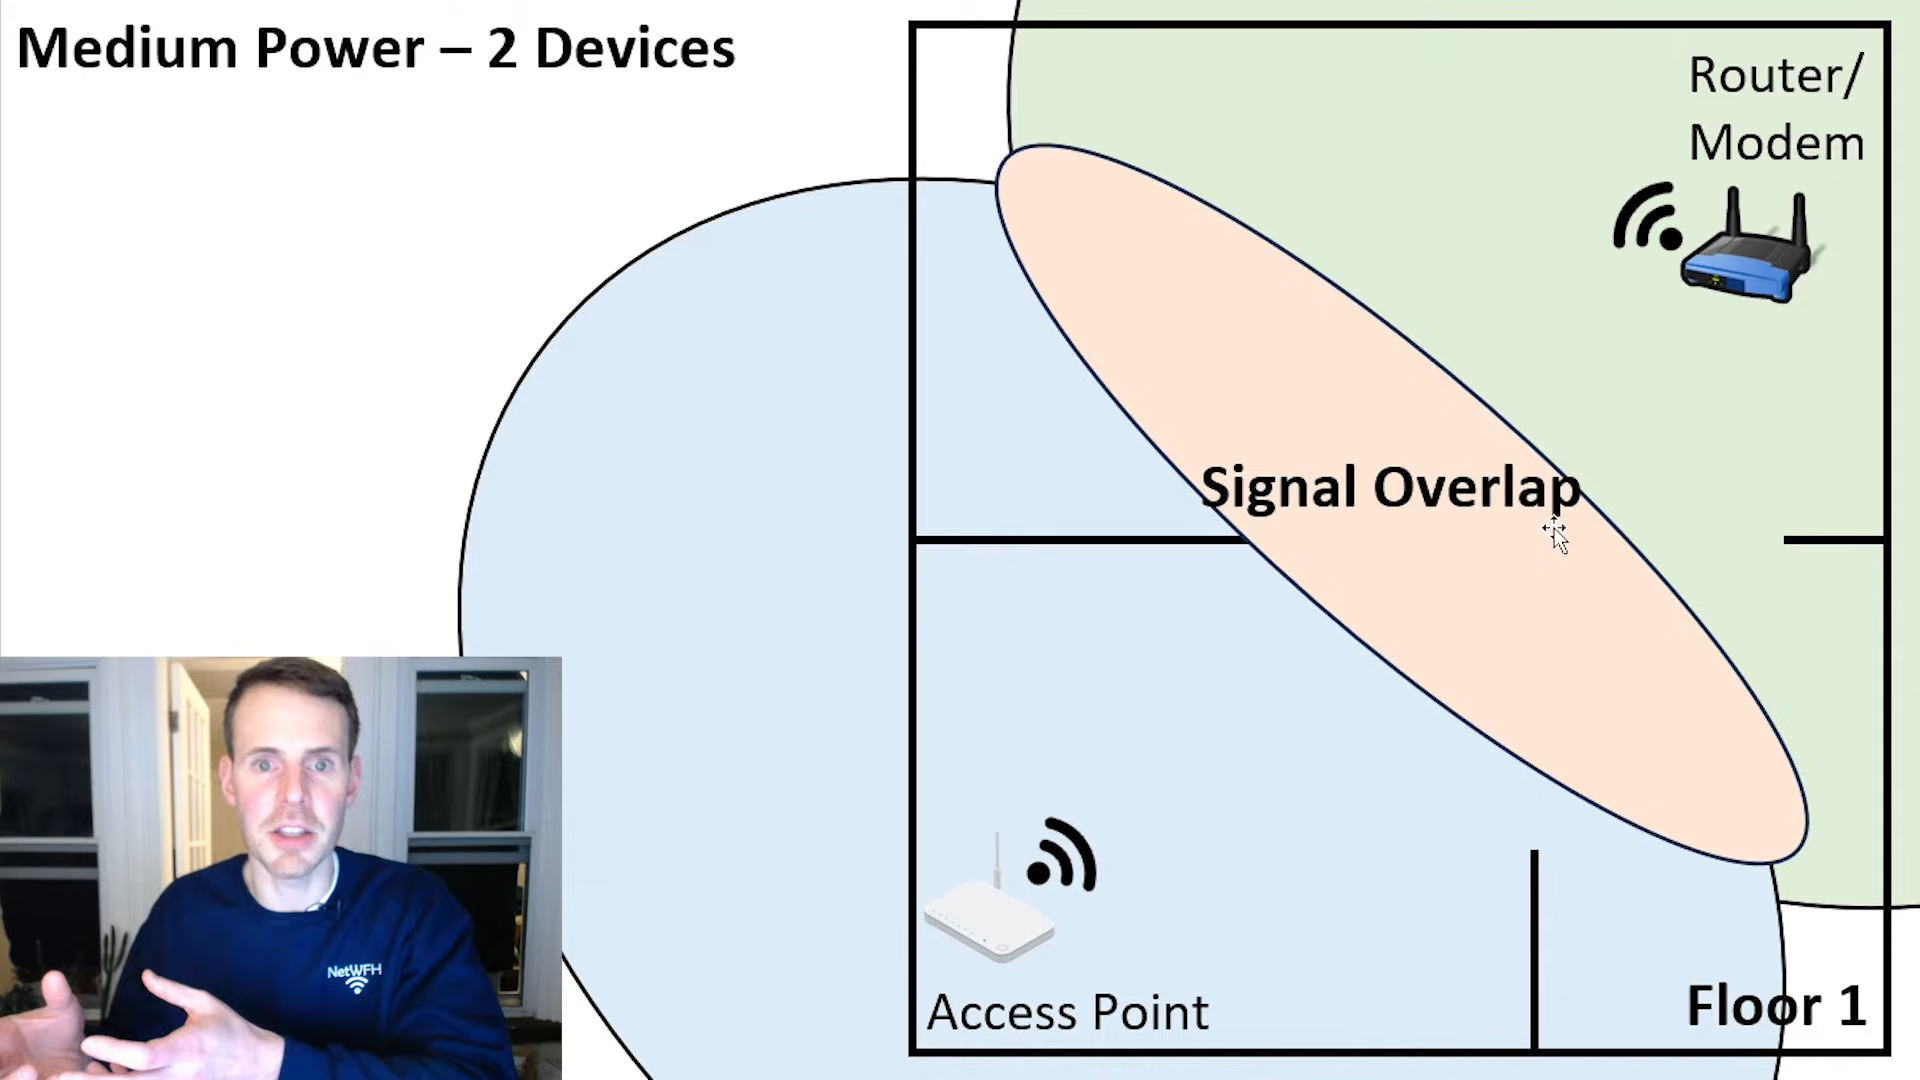 Medium Power – 2 Devices
Router/
Modem
Signal Overlap
Access Point
Floor 1
NetWFH